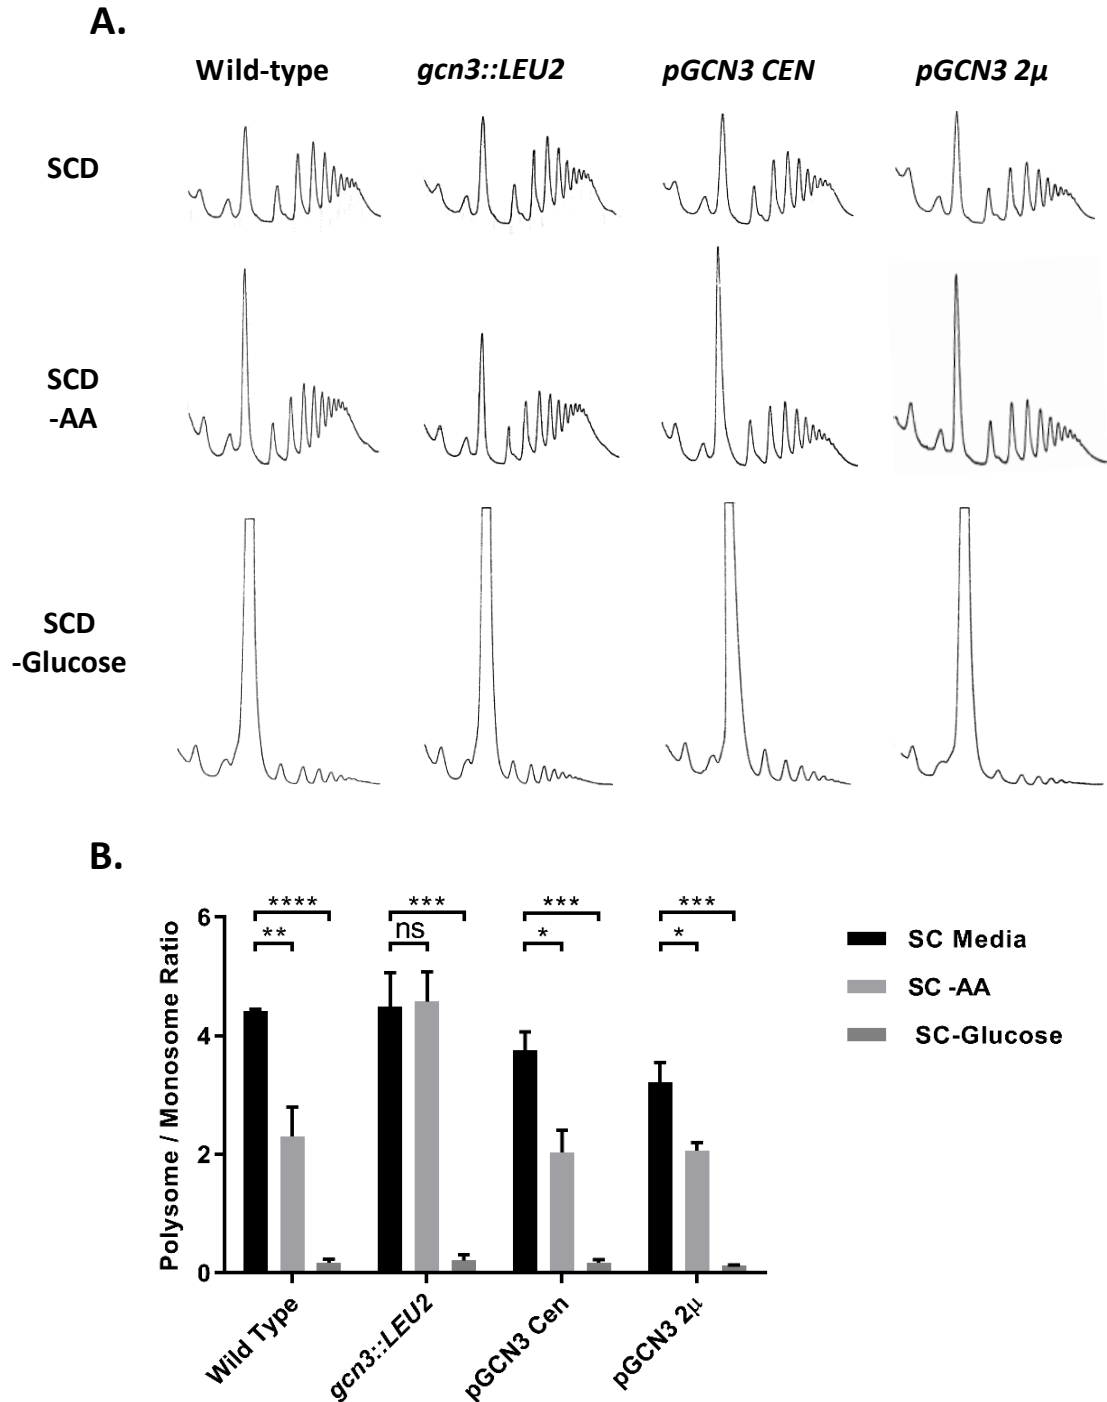 A.
Wild-type gcn3::LEU2 pGCN3 CEN pGCN3 2μ
SCD
SCD
-AA
SCD
-Glucose
B.
Polysome / Monosome Ratio
6
4
2
0
**** *** *** ***
** ns * *
SC Media
SC -AA
SC-Glucose
Wild Type
gcn3::LEU2
pGCN3 Cen
pGCN3 2μ